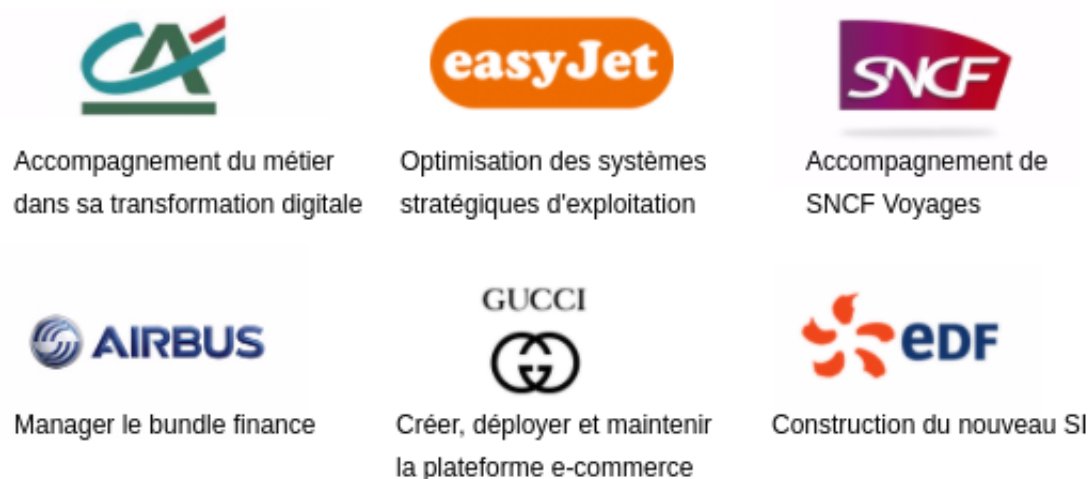 CA
easyJet
SNCF
Accompagnement du métier
dans sa transformation digitale
Optimisation des systèmes
stratégiques d'exploitation
Accompagnement de
SNCF Voyages
AIRBUS
GUCCI
eDF
Manager le bundle finance
Créer, déployer et maintenir
la plateforme e-commerce
Construction du nouveau SI